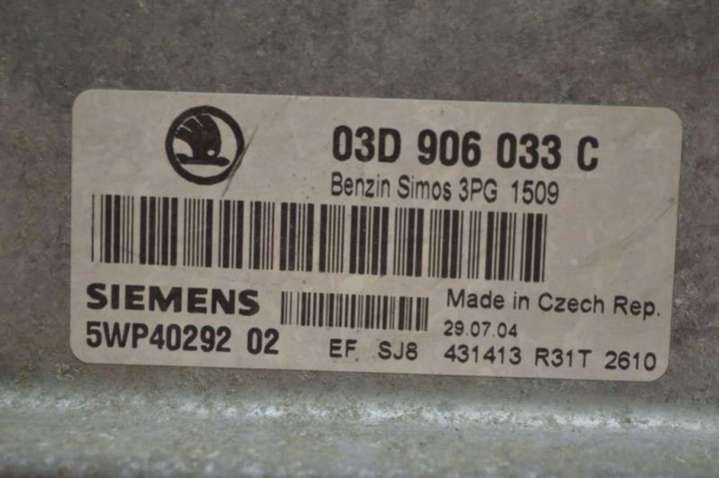 03D 906 033 C
Benzin Simos 3PG 1509
SIEMENS
5WP40292 02
Made in Czech Rep.
29.07.04
EF SJ8 431413 R31T 2610